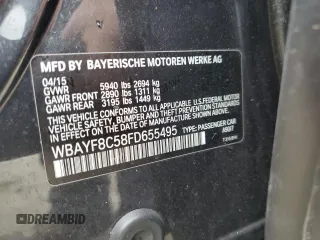 MFD BY BAYERISCHE MOTOREN WERKE AG
04/15
GVWR 5940 lbs 2694 kg
GAWR FRONT 2890 lbs 1311 kg
GAWR REAR 3195 lbs 1449 kg
THIS VEHICLE CONFORMS TO ALL APPLICABLE FEDERAL MOTOR
VEHICLE SAFETY, BUMPER AND THEFT PREVENTION STANDARDS
IN EFFECT ON THE DATE OF MANUFACTURE SHOWN ABOVE.
WBAYF8C58FD655495 TYPE: PASSENGER CAR
DREAMBID